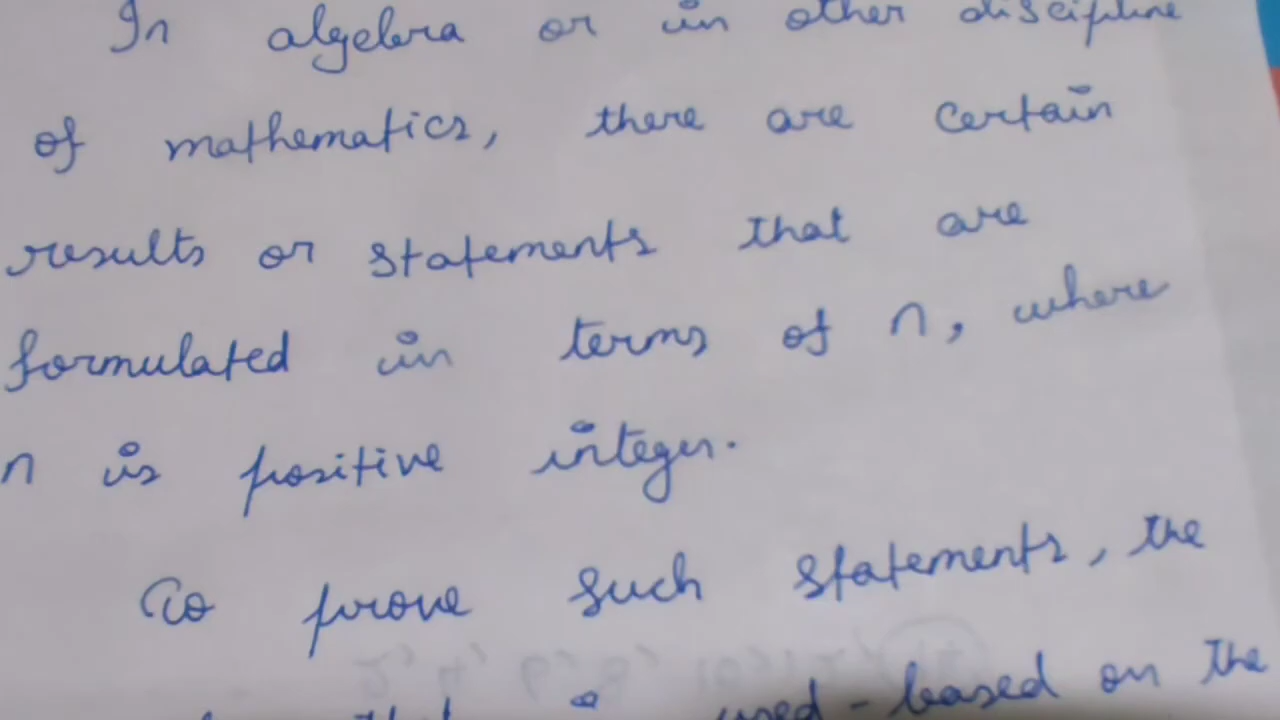 In algebra or in other discipline
of mathematics, there are certain
results or statements that are
formulated in terms of n, where
n is positive integer.
To prove such statements, the
used - based on the